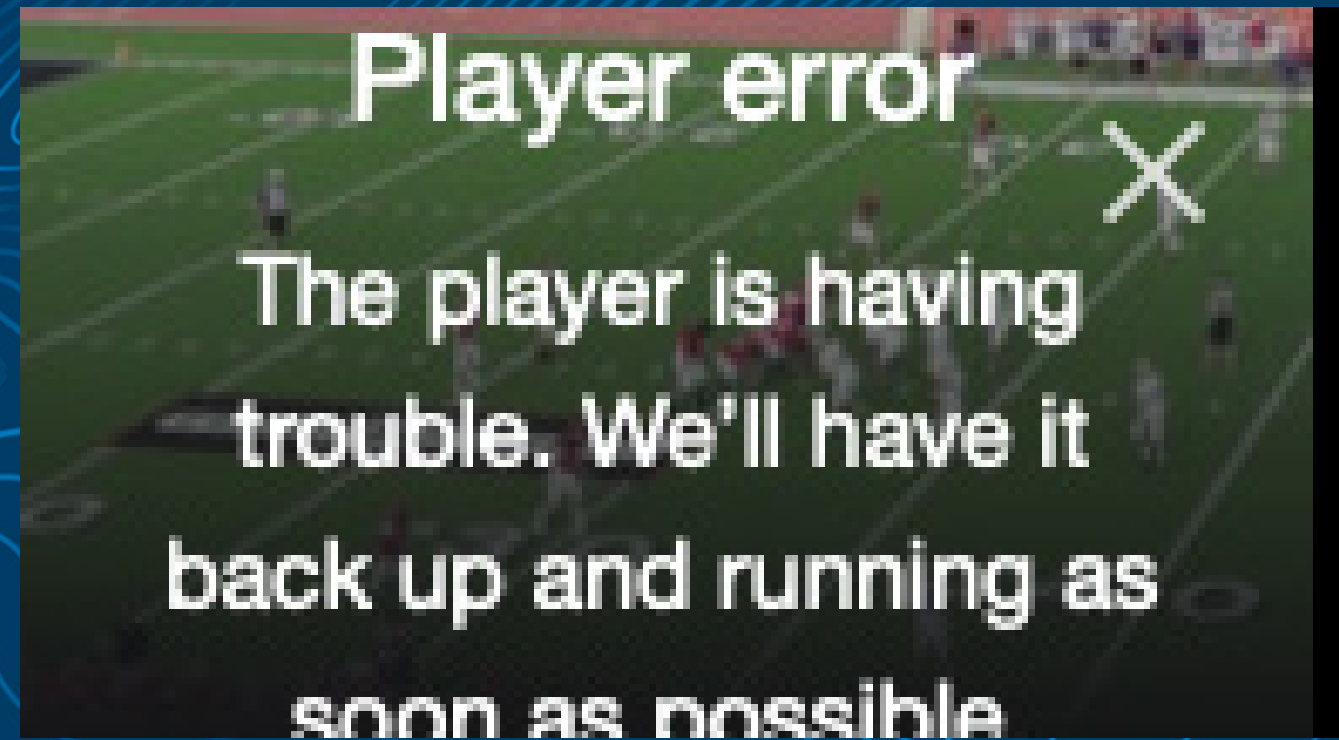 Player error
The player is having
trouble. We'll have it
back up and running as
soon as possible